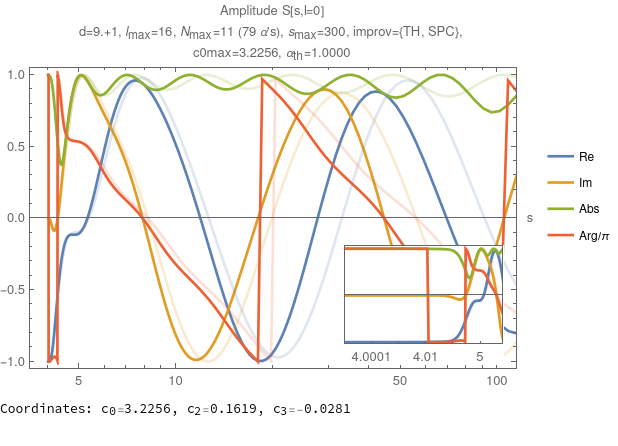 Amplitude S[s,l=0]
d=9.+1, lmax=16, Nmax=11 (79 α's), smax=300, improv={TH, SPC},
c0max=3.2256, αth=1.0000
1.0
0.5
0.0
−0.5
−1.0
5 10 50 100
s
4.0001 4.01 5
Re
Im
Abs
Arg/π
Coordinates: c0=3.2256, c2=0.1619, c3=-0.0281